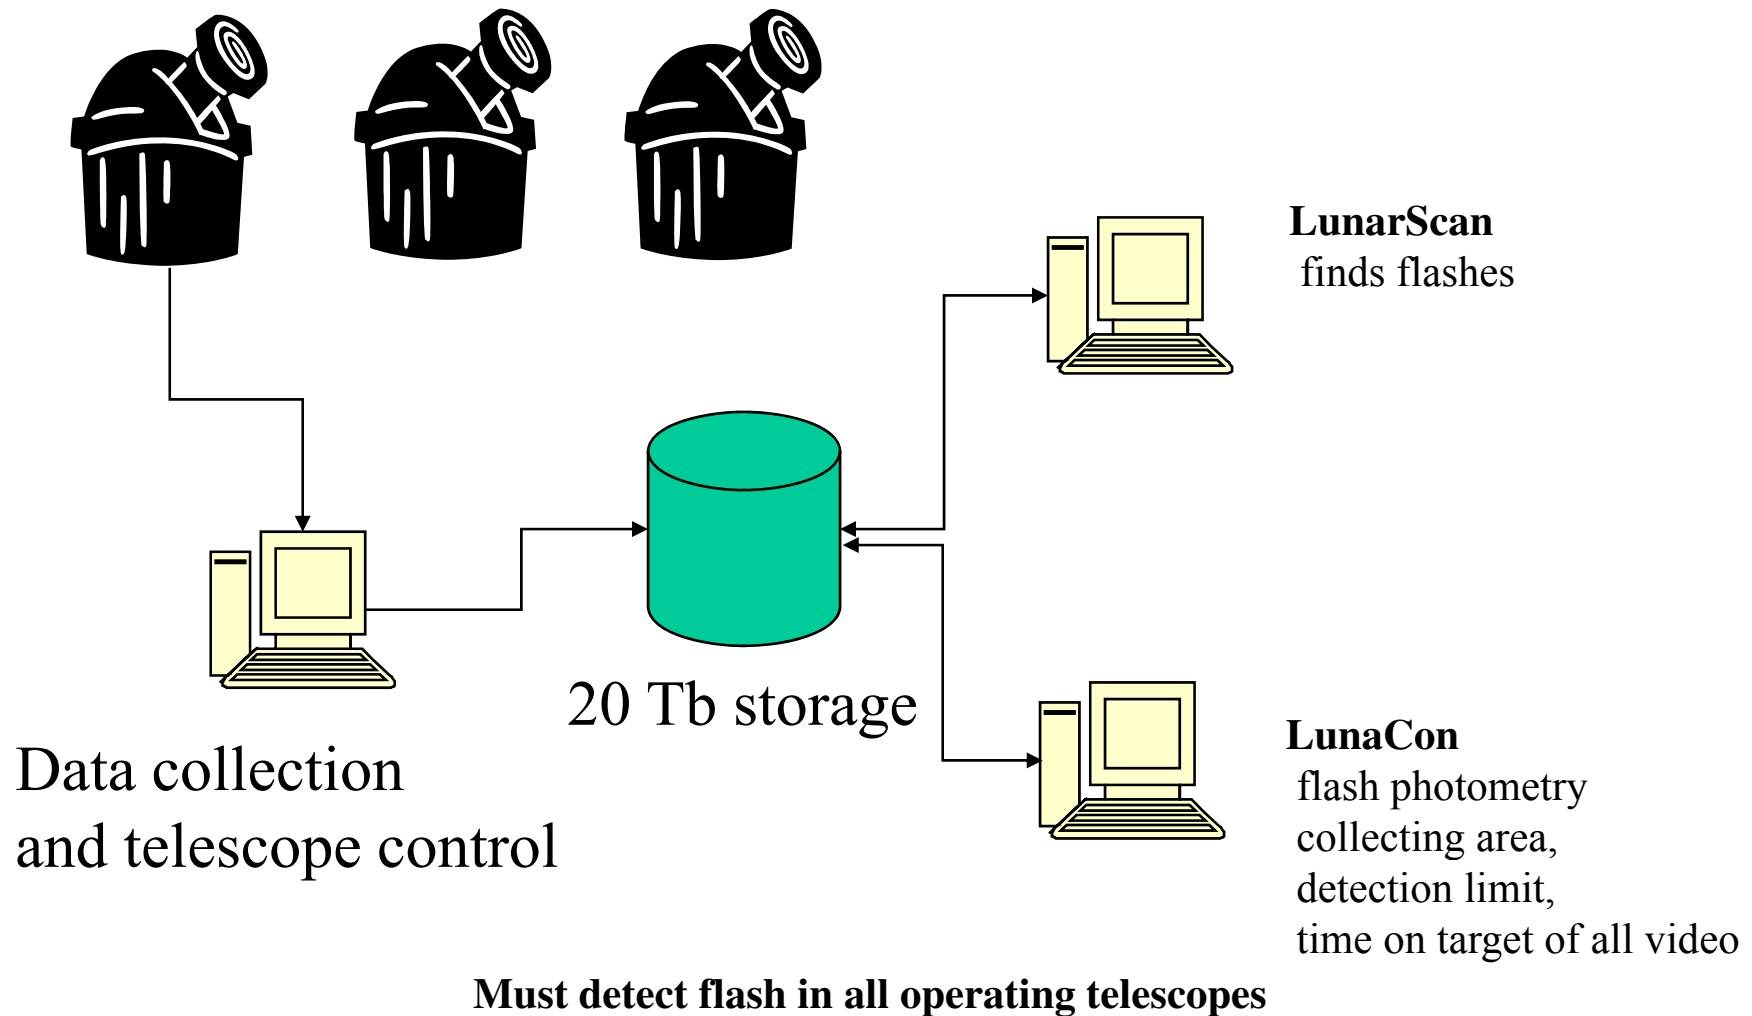 LunarScan
finds flashes
20 Tb storage
Data collection
and telescope control
LunaCon
flash photometry
collecting area,
detection limit,
time on target of all video
Must detect flash in all operating telescopes